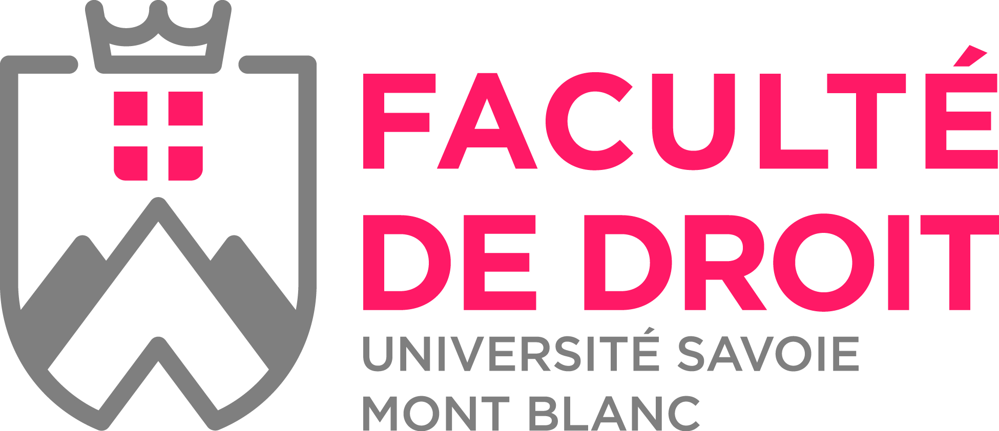 FACULTÉ
DE DROIT
UNIVERSITÉ SAVOIE
MONT BLANC